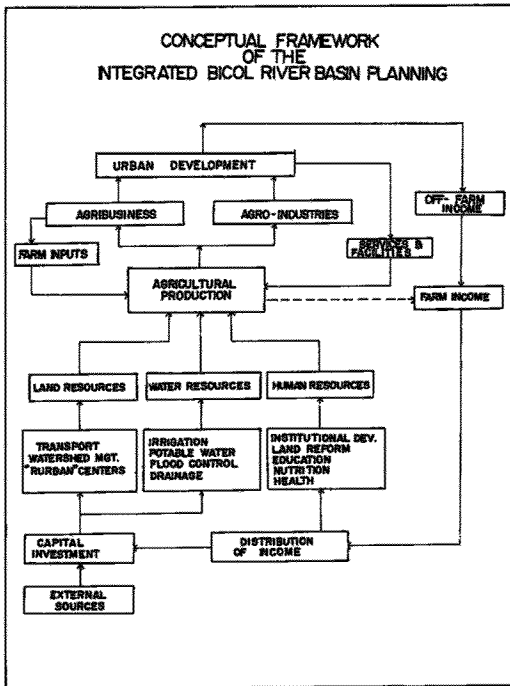 CONCEPTUAL FRAMEWORK
OF THE
INTEGRATED BICOL RIVER BASIN PLANNING
URBAN DEVELOPMENT
AGRIBUSINESS
AGRO-INDUSTRIES
OFF-FARM
INCOME
FARM INPUTS
SERVICES &
FACILITIES
AGRICULTURAL
PRODUCTION
FARM INCOME
LAND RESOURCES
WATER RESOURCES
HUMAN RESOURCES
TRANSPORT
WATERSHED MGT.
"RURBAN" CENTERS
IRRIGATION
POTABLE WATER
FLOOD CONTROL
DRAINAGE
INSTITUTIONAL DEV.
LAND REFORM
EDUCATION
NUTRITION
HEALTH
CAPITAL
INVESTMENT
DISTRIBUTION
OF INCOME
EXTERNAL
SOURCES